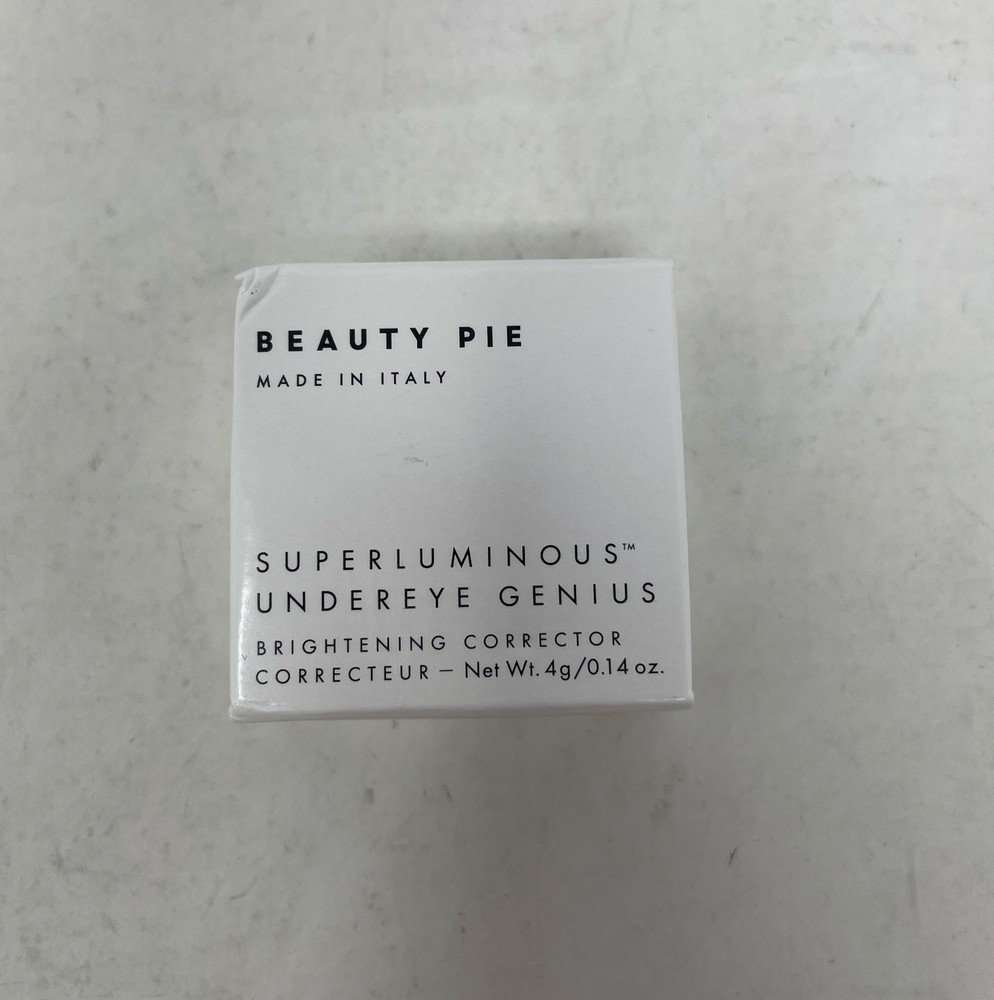 BEAUTY PIE
MADE IN ITALY
SUPERLUMINOUS™
UNDEREYE GENIUS
BRIGHTENING CORRECTOR
CORRECTEUR – Net Wt. 4g/0.14 oz.